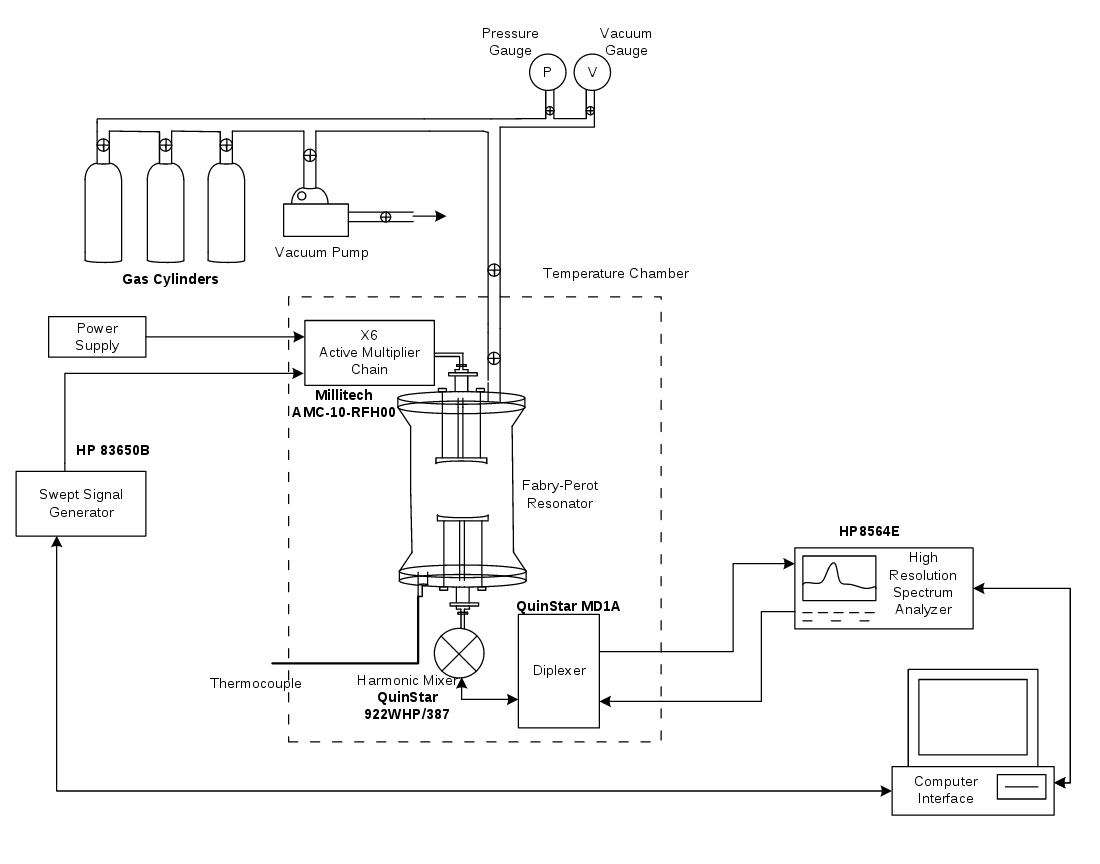 Pressure
Gauge
Vacuum
Gauge
P
V
Vacuum Pump
Gas Cylinders
Temperature Chamber
Power
Supply
X6
Active Multiplier
Chain
Millitech
AMC-10-RFH00
HP 83650B
Swept Signal
Generator
Fabry-Perot
Resonator
HP8564E
High
Resolution
Spectrum
Analyzer
QuinStar MD1A
Diplexer
Thermocouple
Harmonic Mixer
QuinStar
922WHP/387
Computer
Interface